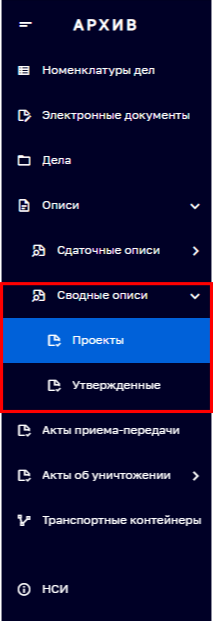 АРХИВ
Номенклатуры дел
Электронные документы
Дела
Описи
Сдаточные описи
Сводные описи
Проекты
Утвержденные
Акты приема-передачи
Акты об уничтожении
Транспортные контейнеры
НСИ